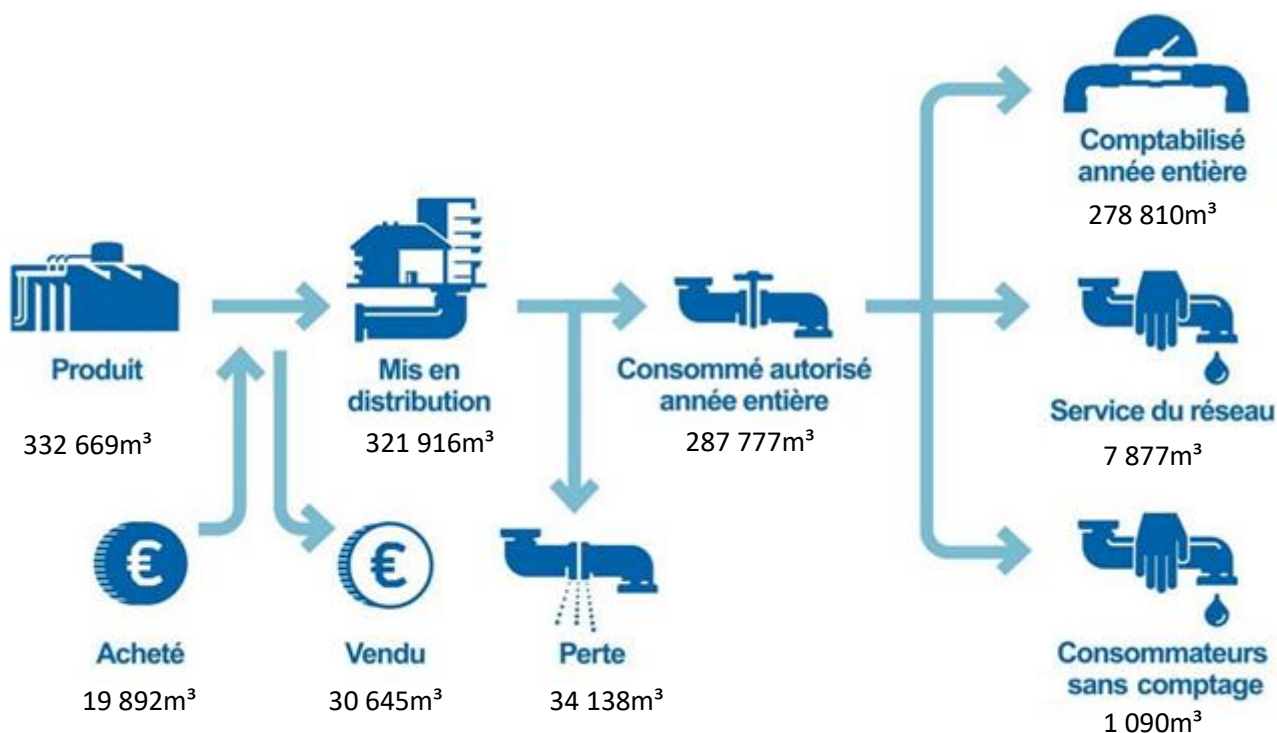 Comptabilisé
année entière
278 810m³
Produit
332 669m³
Mis en
distribution
321 916m³
Consommé autorisé
année entière
287 777m³
Service du réseau
7 877m³
€
Acheté
19 892m³
€
Vendu
30 645m³
Perte
34 138m³
Consommateurs
sans comptage
1 090m³